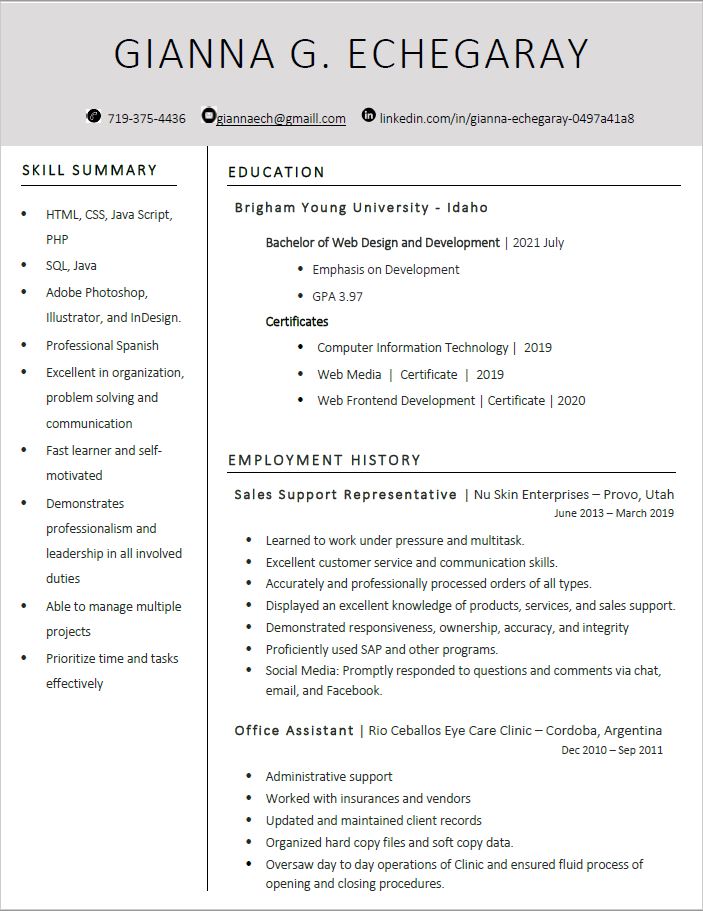 GIANNA G. ECHEGARAY
719-375-4436 giannaech@gmaill.com linkedin.com/in/gianna-echegaray-0497a41a8
SKILL SUMMARY
HTML, CSS, Java Script,
PHP
SQL, Java
Adobe Photoshop,
Illustrator, and InDesign.
Professional Spanish
Excellent in organization,
problem solving and
communication
Fast learner and self-
motivated
Demonstrates
professionalism and
leadership in all involved
duties
Able to manage multiple
projects
Prioritize time and tasks
effectively
EDUCATION
Brigham Young University - Idaho
Bachelor of Web Design and Development | 2021 July
Emphasis on Development
GPA 3.97
Certificates
Computer Information Technology | 2019
Web Media | Certificate | 2019
Web Frontend Development | Certificate | 2020
EMPLOYMENT HISTORY
Sales Support Representative | Nu Skin Enterprises – Provo, Utah
June 2013 – March 2019
Learned to work under pressure and multitask.
Excellent customer service and communication skills.
Accurately and professionally processed orders of all types.
Displayed an excellent knowledge of products, services, and sales support.
Demonstrated responsiveness, ownership, accuracy, and integrity
Proficiently used SAP and other programs.
Social Media: Promptly responded to questions and comments via chat,
email, and Facebook.
Office Assistant | Rio Ceballos Eye Care Clinic – Cordoba, Argentina
Dec 2010 – Sep 2011
Administrative support
Worked with insurances and vendors
Updated and maintained client records
Organized hard copy files and soft copy data.
Oversaw day to day operations of Clinic and ensured fluid process of
opening and closing procedures.